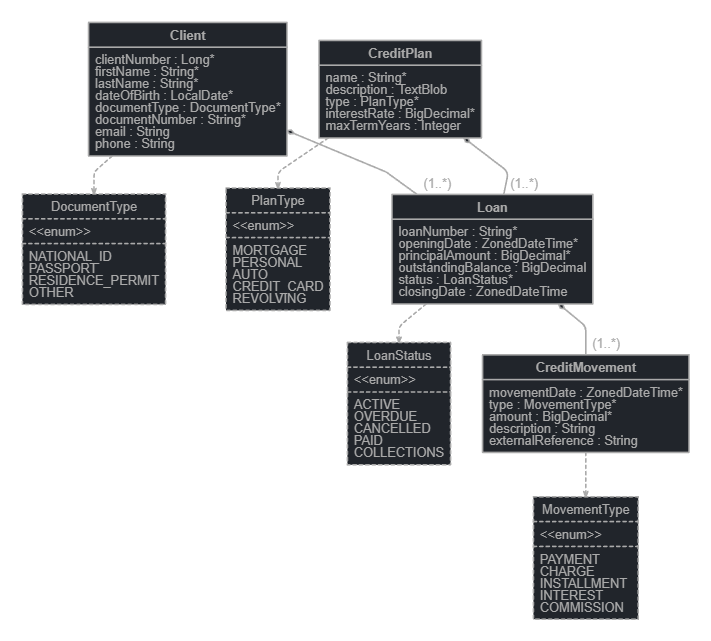 Client
clientNumber : Long*
firstName : String*
lastName : String*
dateOfBirth : LocalDate*
documentType : DocumentType*
documentNumber : String*
email : String
phone : String
CreditPlan
name : String*
description : TextBlob
type : PlanType*
interestRate : BigDecimal*
maxTermYears : Integer
(1..*)
(1..*)
DocumentType
<<enum>>
NATIONAL_ID
PASSPORT
RESIDENCE_PERMIT
OTHER
PlanType
<<enum>>
MORTGAGE
PERSONAL
AUTO
CREDIT_CARD
REVOLVING
Loan
loanNumber : String*
openingDate : ZonedDateTime*
principalAmount : BigDecimal*
outstandingBalance : BigDecimal
status : LoanStatus*
closingDate : ZonedDateTime
(1..*)
LoanStatus
<<enum>>
ACTIVE
OVERDUE
CANCELLED
PAID
COLLECTIONS
CreditMovement
movementDate : ZonedDateTime*
type : MovementType*
amount : BigDecimal*
description : String
externalReference : String
MovementType
<<enum>>
PAYMENT
CHARGE
INSTALLMENT
INTEREST
COMMISSION